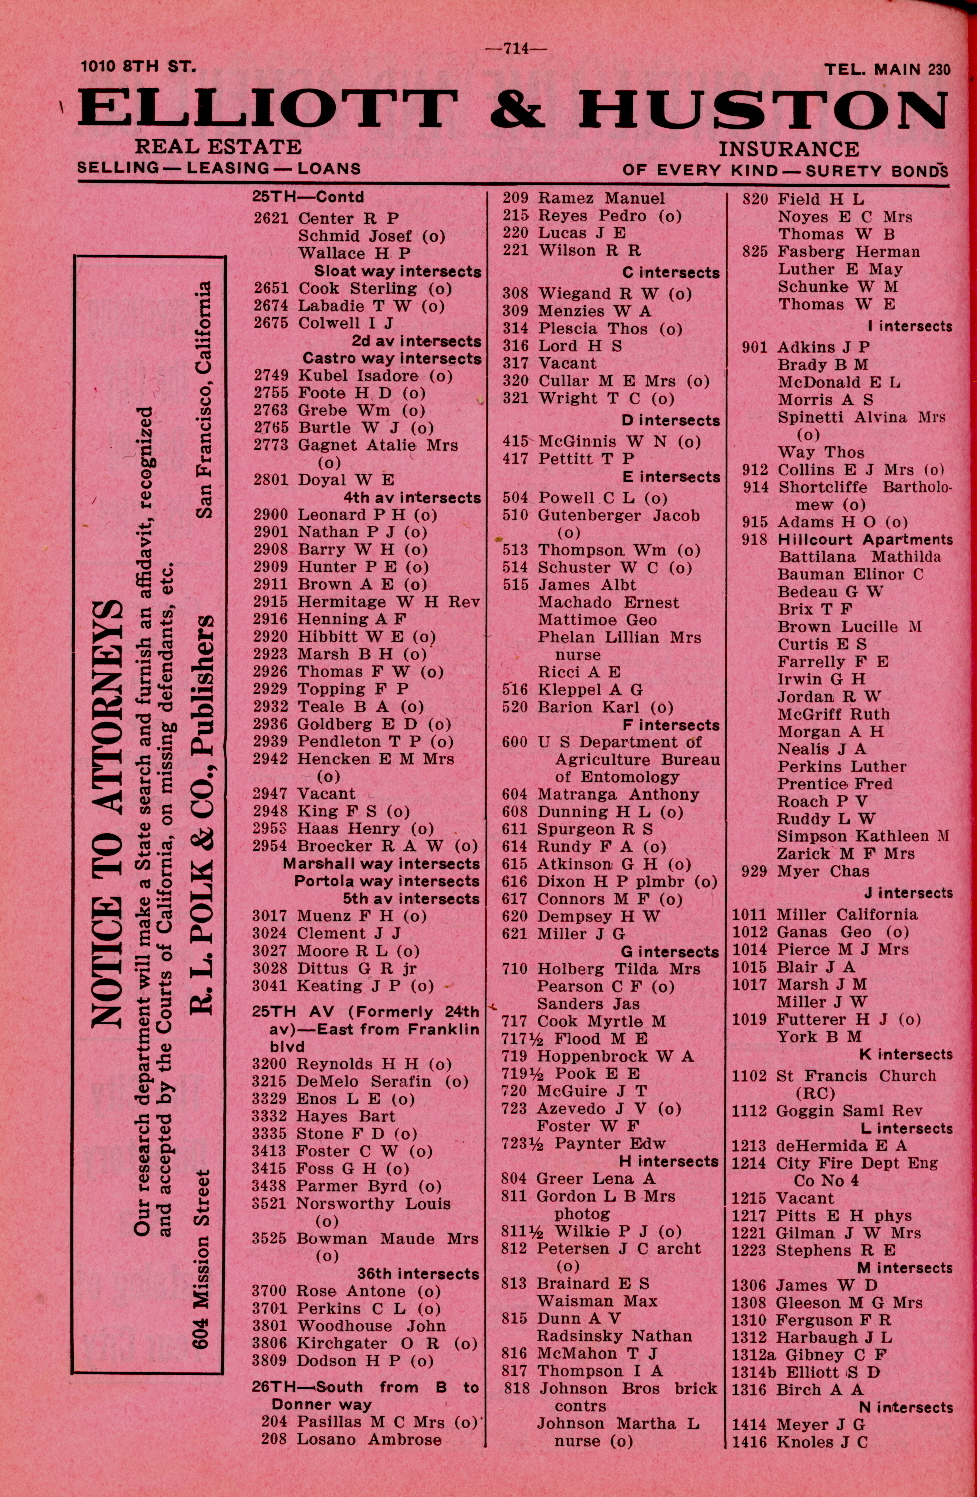 —714—
1010 8TH ST.
TEL. MAIN 230
ELLIOTT & HUSTON
REAL ESTATE
INSURANCE
SELLING — LEASING — LOANS
OF EVERY KIND — SURETY BONDS
NOTICE TO ATTORNEYS
Our research department will make a State search and furnish an affidavit, recognized
and accepted by the Courts of California, on missing defendants, etc.
R. L. POLK & CO., Publishers
604 Mission Street
San Francisco, California
25TH—Contd
2621 Center R P
Schmid Josef (o)
Wallace H P
Sloat way intersects
2651 Cook Sterling (o)
2674 Labadie T W (o)
2675 Colwell I J
2d av intersects
Castro way intersects
2749 Kubel Isadore (o)
2755 Foote H D (o)
2763 Grebe Wm (o)
2765 Burtle W J (o)
2773 Gagnet Atalie Mrs
(o)
2801 Doyal W E
4th av intersects
2900 Leonard P H (o)
2901 Nathan P J (o)
2908 Barry W H (o)
2909 Hunter P E (o)
2911 Brown A E (o)
2915 Hermitage W H Rev
2916 Henning A F
2920 Hibbitt W E (o)
2923 Marsh B H (o)
2926 Thomas F W (o)
2929 Topping F P
2932 Teale B A (o)
2936 Goldberg E D (o)
2939 Pendleton T P (o)
2942 Hencken E M Mrs
(o)
2947 Vacant
2948 King F S (o)
2953 Haas Henry (o)
2954 Broecker R A W (o)
Marshall way intersects
Portola way intersects
5th av intersects
3017 Muenz F H (o)
3024 Clement J J
3027 Moore R L (o)
3028 Dittus G R jr
3041 Keating J P (o)
25TH AV (Formerly 24th
av)—East from Franklin
blvd
3200 Reynolds H H (o)
3215 DeMelo Serafin (o)
3329 Enos L E (o)
3332 Hayes Bart
3335 Stone F D (o)
3413 Foster C W (o)
3415 Foss G H (o)
3438 Parmer Byrd (o)
3521 Norsworthy Louis
(o)
3525 Bowman Maude Mrs
(o)
36th intersects
3700 Rose Antone (o)
3701 Perkins C L (o)
3801 Woodhouse John
3806 Kirchgater O R (o)
3809 Dodson H P (o)
26TH—South from B to
Donner way
204 Pasillas M C Mrs (o)
208 Losano Ambrose
209 Ramez Manuel
215 Reyes Pedro (o)
220 Lucas J E
221 Wilson R R
C intersects
308 Wiegand R W (o)
309 Menzies W A
314 Plescia Thos (o)
316 Lord H S
317 Vacant
320 Cullar M E Mrs (o)
321 Wright T C (o)
D intersects
415 McGinnis W N (o)
417 Pettitt T P
E intersects
504 Powell C L (o)
510 Gutenberger Jacob
(o)
513 Thompson Wm (o)
514 Schuster W C (o)
515 James Albt
Machado Ernest
Mattimoe Geo
Phelan Lillian Mrs
nurse
Ricci A E
516 Kleppel A G
520 Barion Karl (o)
F intersects
600 U S Department of
Agriculture Bureau
of Entomology
604 Matranga Anthony
608 Dunning H L (o)
611 Spurgeon R S
614 Rundy F A (o)
615 Atkinson G H (o)
616 Dixon H P plmbr (o)
617 Connors M F (o)
620 Dempsey H W
621 Miller J G
G intersects
710 Holberg Tilda Mrs
Pearson C F (o)
Sanders Jas
717 Cook Myrtle M
717½ Flood M E
719 Hoppenbrock W A
719½ Pook E E
720 McGuire J T
723 Azevedo J V (o)
Foster W F
723½ Paynter Edw
H intersects
804 Greer Lena A
811 Gordon L B Mrs
photog
811½ Wilkie P J (o)
812 Petersen J C archt
(o)
813 Brainard E S
Waisman Max
815 Dunn A V
Radsinsky Nathan
816 McMahon T J
817 Thompson I A
818 Johnson Bros brick
contrs
Johnson Martha L
nurse (o)
820 Field H L
Noyes E C Mrs
Thomas W B
825 Fasberg Herman
Luther E May
Schunke W M
Thomas W E
I intersects
901 Adkins J P
Brady B M
McDonald E L
Morris A S
Spinetti Alvina Mrs
(o)
Way Thos
912 Collins E J Mrs (o)
914 Shortcliffe Bartholo-
mew (o)
915 Adams H O (o)
918 Hillcourt Apartments
Battilana Mathilda
Bauman Elinor C
Bedeau G W
Brix T F
Brown Lucille M
Curtis E S
Farrelly F E
Irwin G H
Jordan R W
McGriff Ruth
Morgan A H
Nealis J A
Perkins Luther
Prentice Fred
Roach P V
Ruddy L W
Simpson Kathleen M
Zarick M F Mrs
929 Myer Chas
J intersects
1011 Miller California
1012 Ganas Geo (o)
1014 Pierce M J Mrs
1015 Blair J A
1017 Marsh J M
Miller J W
1019 Futterer H J (o)
York B M
K intersects
1102 St Francis Church
(RC)
1112 Goggin Saml Rev
L intersects
1213 deHermida E A
1214 City Fire Dept Eng
Co No 4
1215 Vacant
1217 Pitts E H phys
1221 Gilman J W Mrs
1223 Stephens R E
M intersects
1306 James W D
1308 Gleeson M G Mrs
1310 Ferguson F R
1312 Harbaugh J L
1312a Gibney C F
1314b Elliott S D
1316 Birch A A
N intersects
1414 Meyer J G
1416 Knoles J C